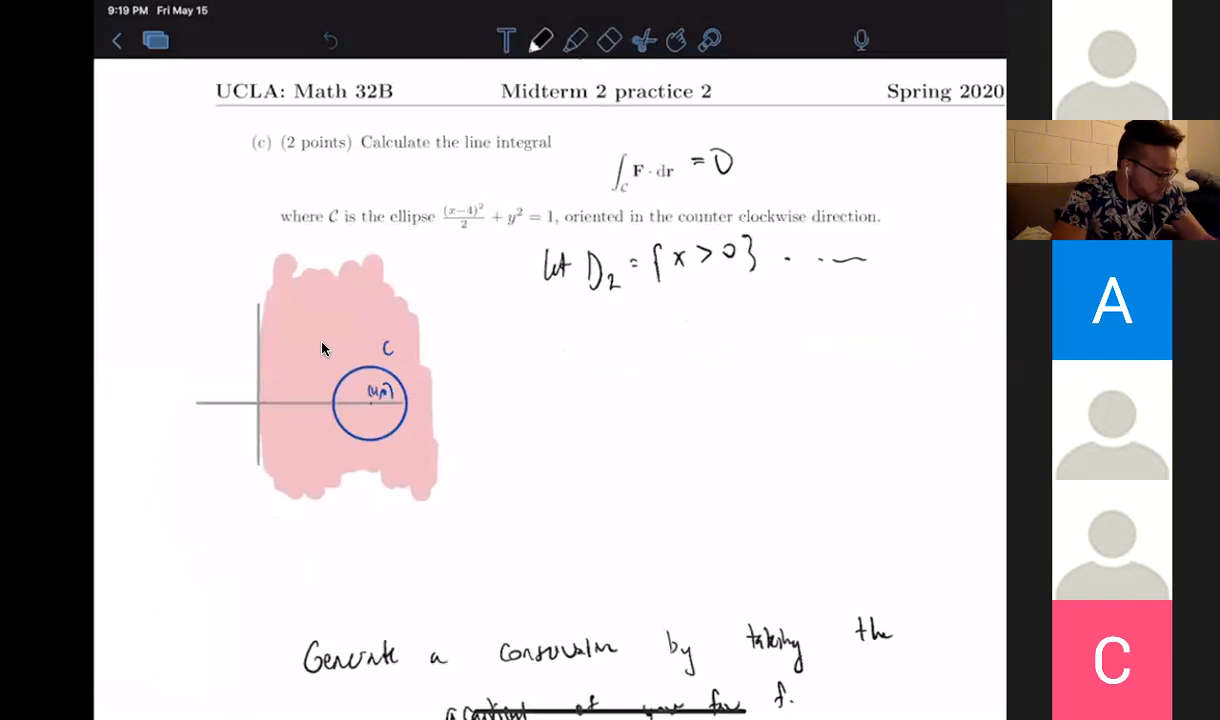 9:19 PM Fri May 15
UCLA: Math 32B Midterm 2 practice 2 Spring 2020
(c) (2 points) Calculate the line integral
∫_C F · dr = 0
where C is the ellipse (x−4)²/2 + y² = 1, oriented in the counter clockwise direction.
let D₂ = {x > 0} . . ~
C
(4,0)
Generate a by taking the
of f.
A
C